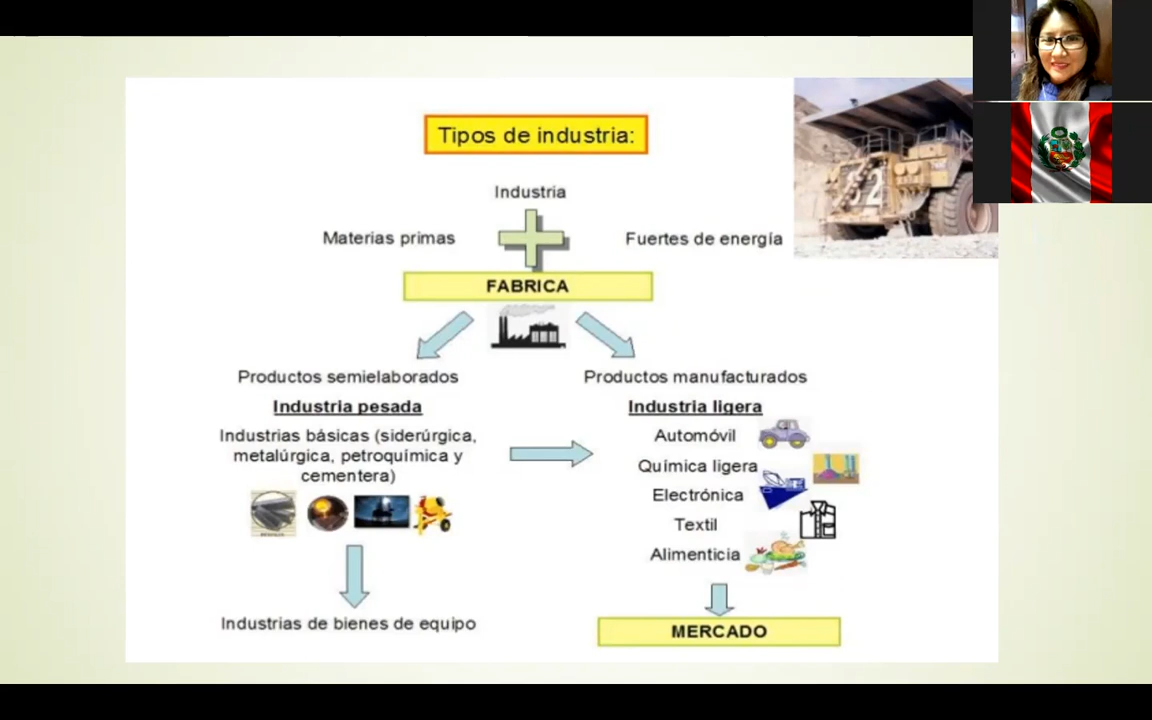 Tipos de industria:
Industria
Materias primas
Fuertes de energía
FABRICA
Productos semielaborados
Industria pesada
Industrias básicas (siderúrgica,
metalúrgica, petroquímica y
cementera)
Industrias de bienes de equipo
Productos manufacturados
Industria ligera
Automóvil
Química ligera
Electrónica
Textil
Alimenticia
MERCADO